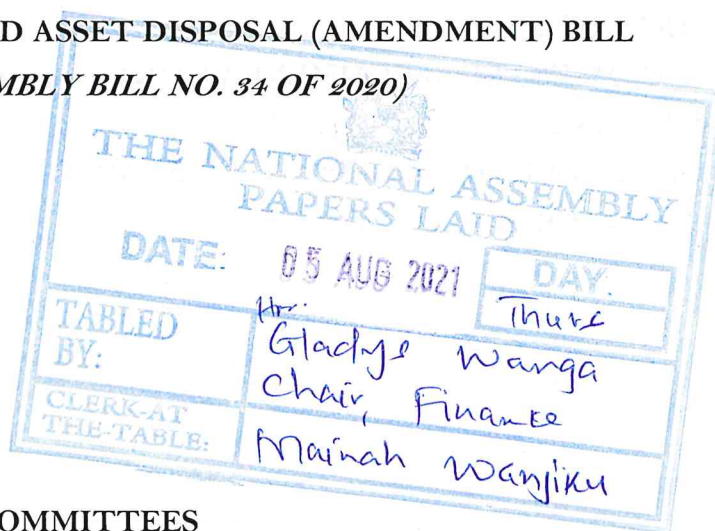 D ASSET DISPOSAL (AMENDMENT) BILL
MBLY BILL NO. 34 OF 2020)
THE NATIONAL ASSEMBLY
PAPERS LAID
DATE: 05 AUG 2021 DAY.
Thurs
TABLED BY: Hon. Gladys Wanga
Chair, Finance
CLERK-AT THE-TABLE: Mainah Wanjiku
OMMITTEES